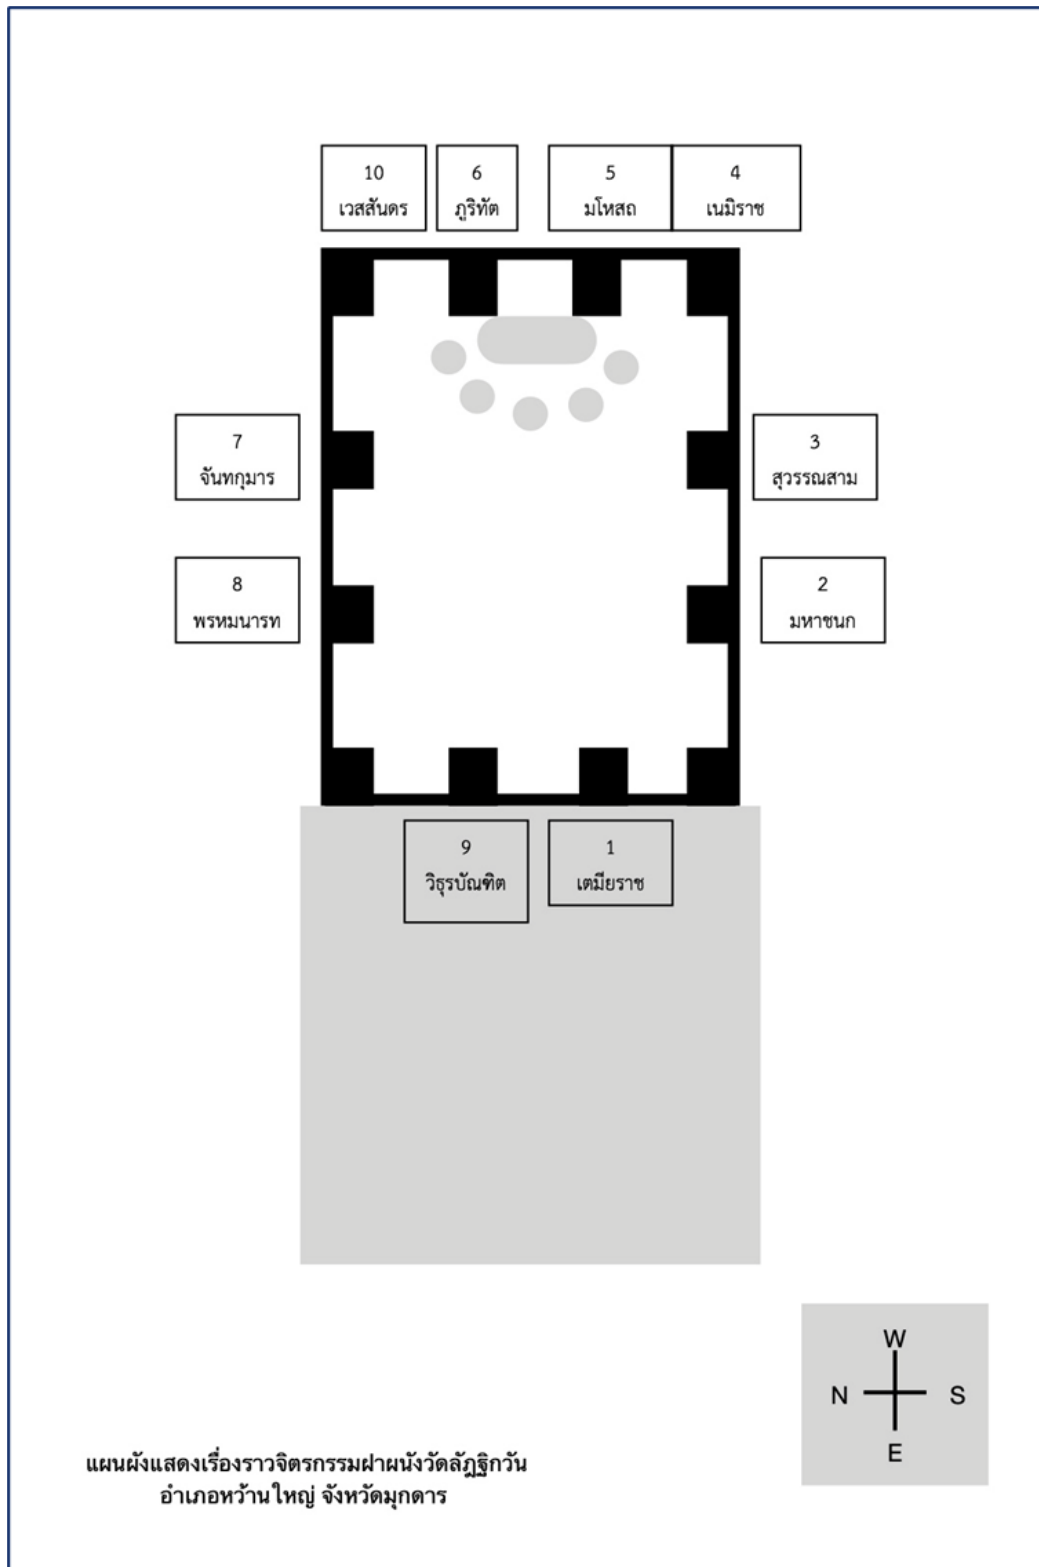 10
เวสสันดร
6
ภูริทัต
5
มโหสถ
4
เนมิราช
7
จันทกุมาร
3
สุวรรณสาม
8
พรหมนารท
2
มหาชนก
9
วิธุรบัณฑิต
1
เตมียราช
W
N S
E
แผนผังแสดงเรื่องราวจิตรกรรมฝาผนังวัดลัฏฐิกวัน
อำเภอหว้านใหญ่ จังหวัดมุกดาร